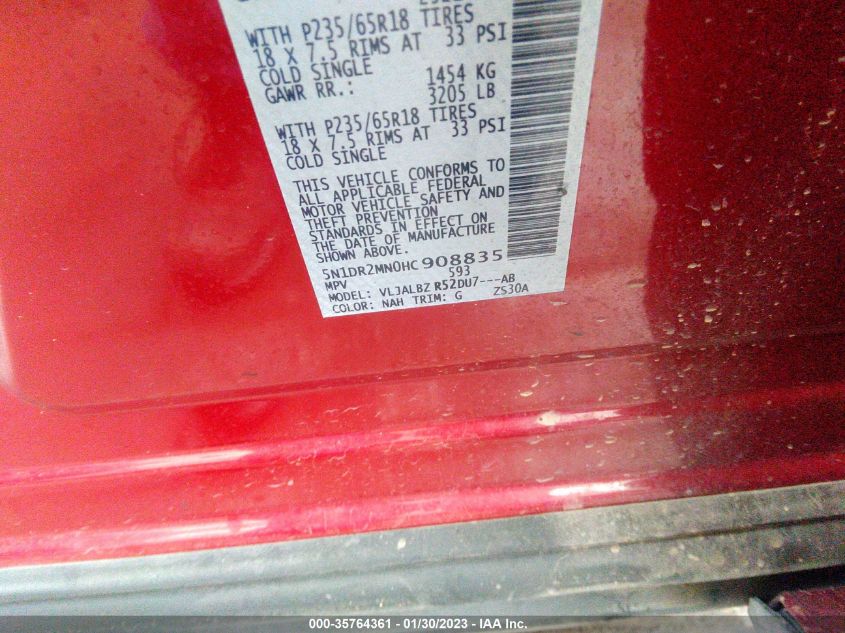 WITH P235/65R18 TIRES
18 X 7.5 RIMS AT 33 PSI
COLD SINGLE
GAWR RR.: 1454 KG
3205 LB
WITH P235/65R18 TIRES
18 X 7.5 RIMS AT 33 PSI
COLD SINGLE
THIS VEHICLE CONFORMS TO
ALL APPLICABLE FEDERAL
MOTOR VEHICLE SAFETY AND
THEFT PREVENTION
STANDARDS IN EFFECT ON
THE DATE OF MANUFACTURE
SHOWN ABOVE.
5N1DR2MN0HC908835
MPV 593
MODEL: VLJALBZ R52DU7---AB
COLOR: NAH TRIM: G ZS30A
000-35764361 - 01/30/2023 - IAA Inc.